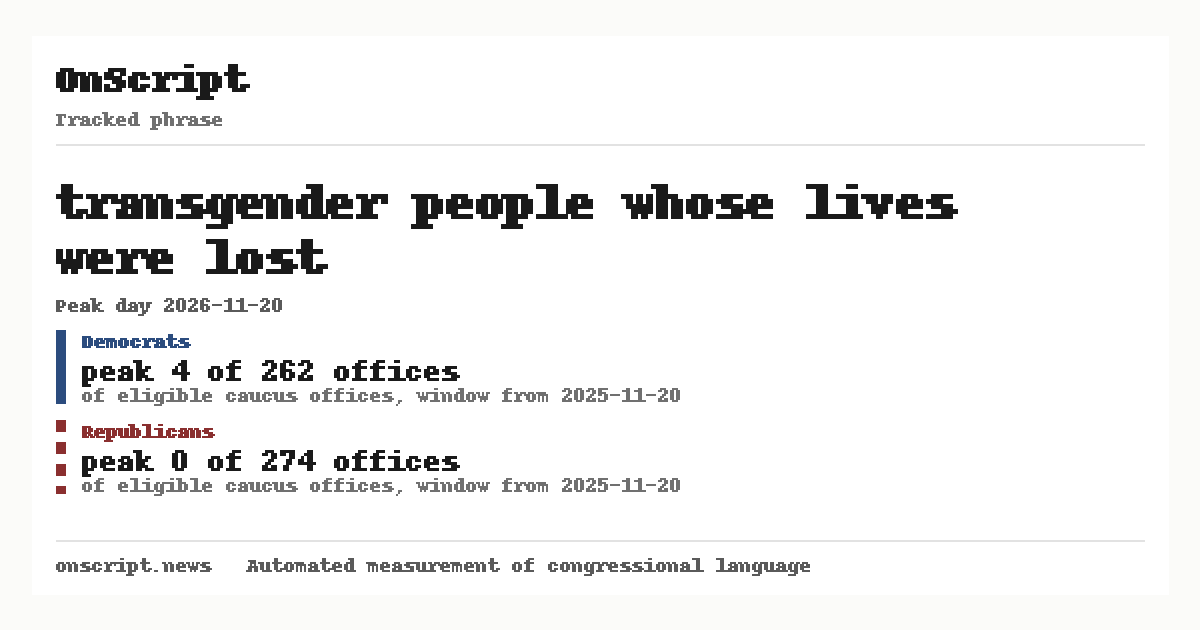 OnScript
Tracked phrase
transgender people whose lives
were lost
Peak day 2026-11-20
Democrats
peak 4 of 262 offices
of eligible caucus offices, window from 2025-11-20
Republicans
peak 0 of 274 offices
of eligible caucus offices, window from 2025-11-20
onscript.news Automated measurement of congressional language